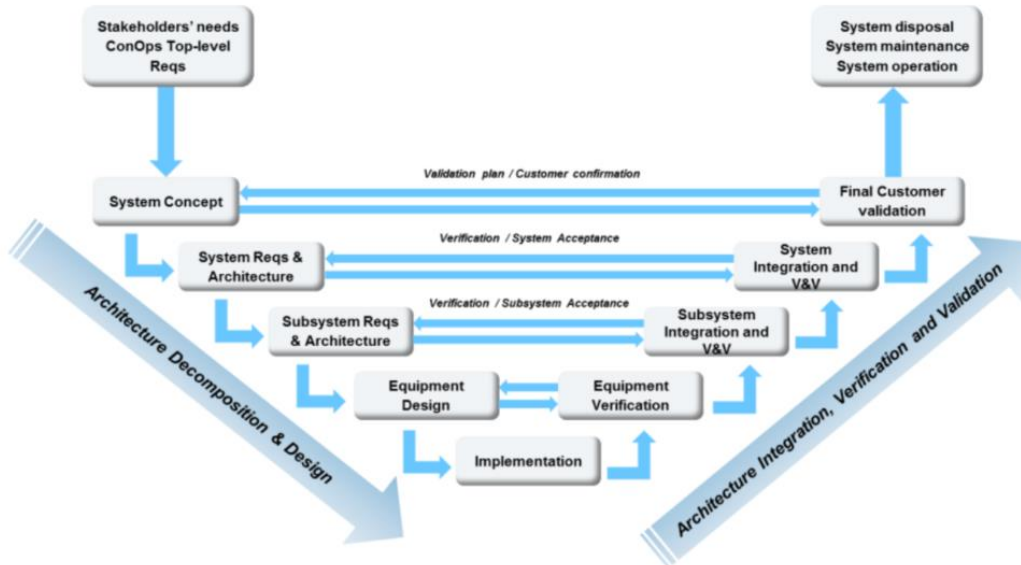 Stakeholders' needs
ConOps Top-level
Reqs
System disposal
System maintenance
System operation
Validation plan / Customer confirmation
System Concept
Final Customer
validation
Verification / System Acceptance
System Reqs &
Architecture
System
Integration and
V&V
Verification / Subsystem Acceptance
Subsystem Reqs
& Architecture
Subsystem
Integration and
V&V
Equipment
Design
Equipment
Verification
Implementation
Architecture Decomposition & Design
Architecture Integration, Verification and Validation